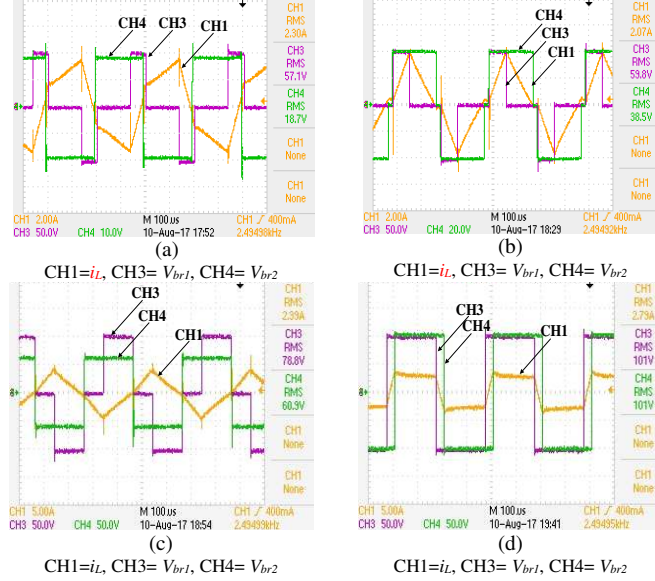 CH4
CH3
CH1
CH1
RMS
2.30A
CH3
RMS
57.1V
CH4
RMS
18.7V
CH1
None
CH1
None
CH1 2.00A
M 100us
CH1 / 400mA
CH3 50.0V
CH4 10.0V
10-Aug-17 17:52
2.49498kHz
(a)
CH1=iL, CH3= Vbr1, CH4= Vbr2
CH4
CH3
CH1
CH1
RMS
2.07A
CH3
RMS
59.8V
CH4
RMS
38.5V
CH1
None
CH1
None
CH1 2.00A
M 100us
CH1 / 400mA
CH3 50.0V
CH4 20.0V
10-Aug-17 18:29
2.49492kHz
(b)
CH1=iL, CH3= Vbr1, CH4= Vbr2
CH3
CH4
CH1
CH1
RMS
2.39A
CH3
RMS
78.8V
CH4
RMS
60.9V
CH1
None
CH1
None
CH1 5.00A
M 100us
CH1 / 400mA
CH3 50.0V
CH4 50.0V
10-Aug-17 18:54
2.49499kHz
(c)
CH1=iL, CH3= Vbr1, CH4= Vbr2
CH3
CH4
CH1
CH1
RMS
2.79A
CH3
RMS
101V
CH4
RMS
101V
CH1
None
CH1
None
CH1 5.00A
M 100us
CH1 / 400mA
CH3 50.0V
CH4 50.0V
10-Aug-17 19:41
2.49495kHz
(d)
CH1=iL, CH3= Vbr1, CH4= Vbr2